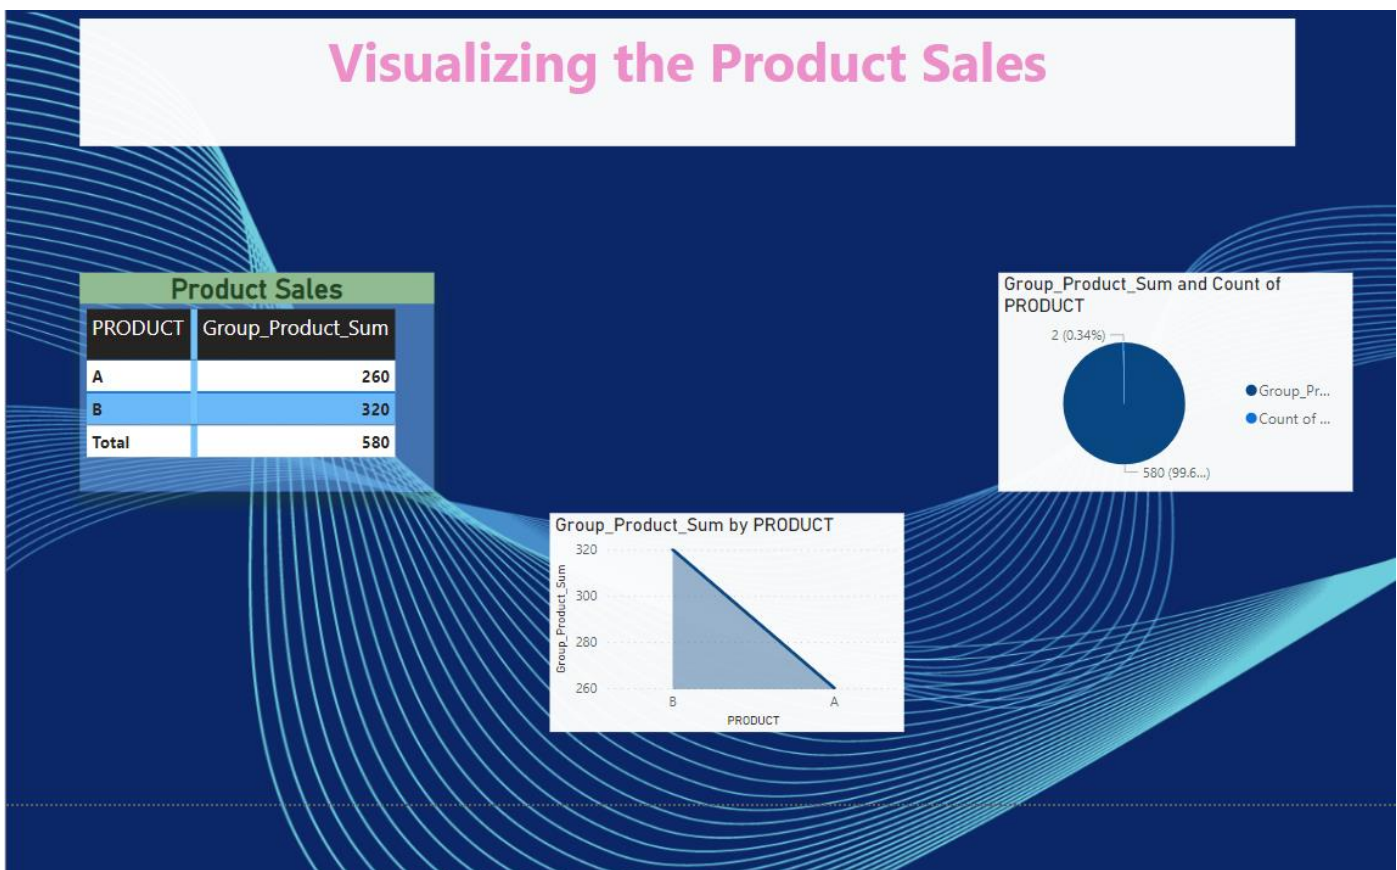 Visualizing the Product Sales
Product Sales
PRODUCT Group_Product_Sum
A 260
B 320
Total 580
Group_Product_Sum and Count of
PRODUCT
2 (0.34%)
Group_Pr...
Count of ...
580 (99.6...)
Group_Product_Sum by PRODUCT
Group_Product_Sum
320
300
280
260
B A
PRODUCT